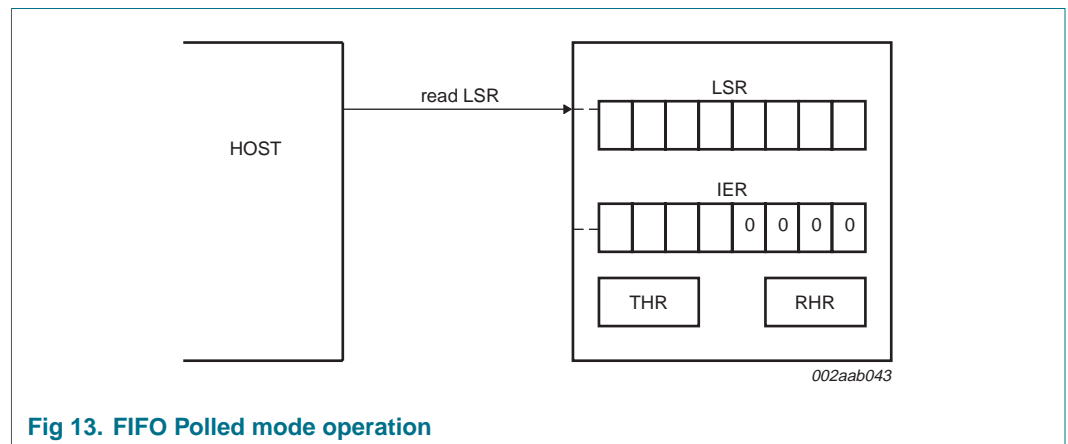 read LSR
LSR
HOST
IER
0 0 0 0
THR RHR
002aab043
Fig 13. FIFO Polled mode operation